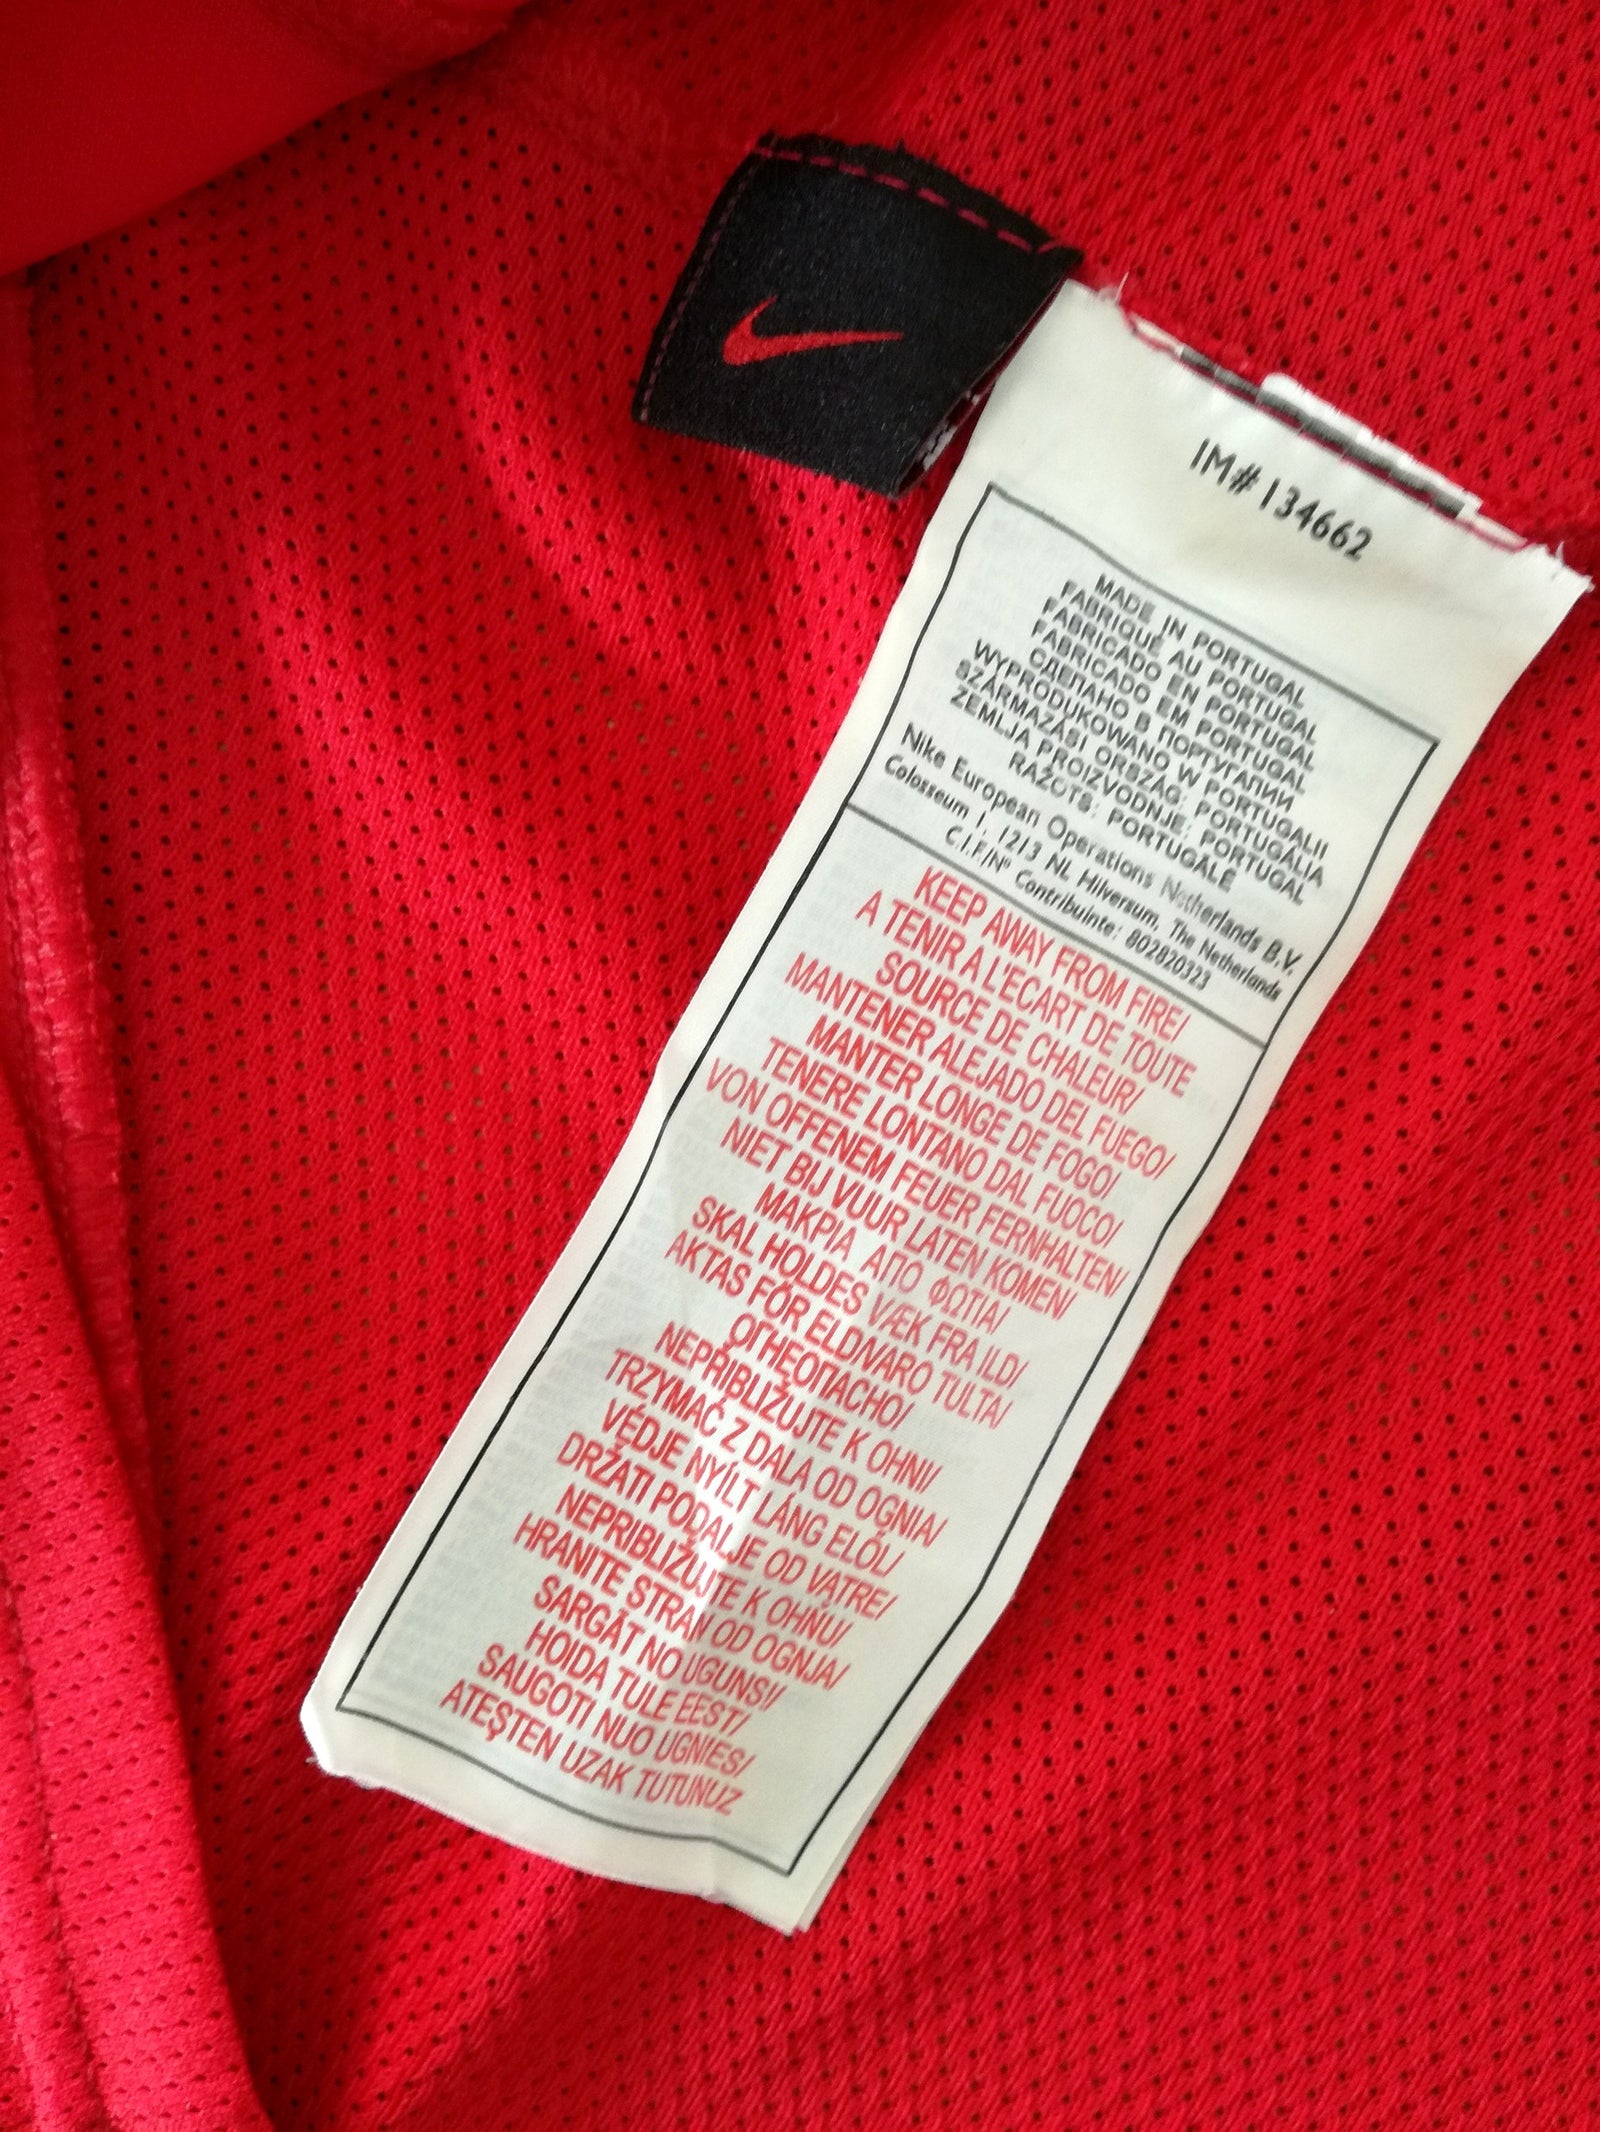 IM# 134662
MADE IN PORTUGAL
FABRIQUÉ AU PORTUGAL
FABRICADO EN PORTUGAL
FABRICADO EM PORTUGAL
СДЕЛАНО В ПОРТУГАЛИИ
WYPRODUKOWANO W PORTUGALII
SZÁRMAZÁSI ORSZÁG: PORTUGÁLIA
ZEMLJA PROIZVODNJE: PORTUGAL
RAŽOTS: PORTUGĀLĒ
Nike European Operations Netherlands B.V.
Colosseum 1, 1213 NL Hilversum, The Netherlands
C.I.F/Nº Contribuinte: 802820323
KEEP AWAY FROM FIRE/
A TENIR A L'ECART DE TOUTE
SOURCE DE CHALEUR/
MANTENER ALEJADO DEL FUEGO/
MANTER LONGE DE FOGO/
TENERE LONTANO DAL FUOCO/
VON OFFENEM FEUER FERNHALTEN/
NIET BIJ VUUR LATEN KOMEN/
ΜΑΚΡΙΑ ΑΠΟ ΦΩΤΙΑ/
SKAL HOLDES VÆK FRA ILD/
AKTAS FÖR ELD/VARO TULTA/
ОГНЕОПАСНО/
NEPŘIBLIŽUJTE K OHNI/
TRZYMAĆ Z DALA OD OGNIA/
VÉDJE NYÍLT LÁNG ELŐL/
DRŽATI PODALJE OD VATRE/
NEPRIBLIŽUJTE K OHŇU/
HRANITE STRAN OD OGNJA/
SARGĀT NO UGUNS!/
HOIDA TULE EEST/
SAUGOTI NUO UGNIES/
ATEŞTEN UZAK TUTUNUZ